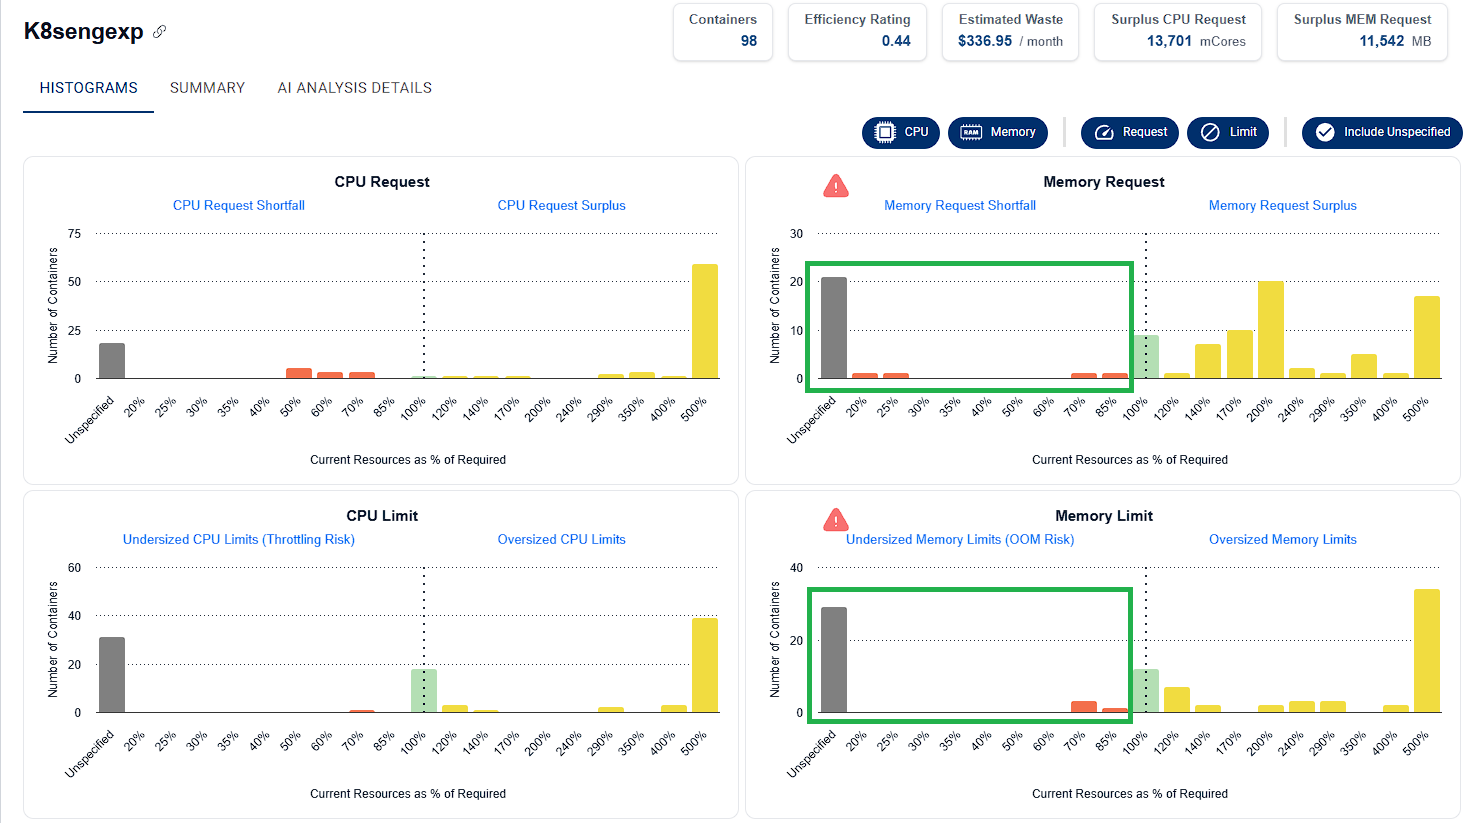 K8sengexp
Containers
98
Efficiency Rating
0.44
Estimated Waste
$336.95 / month
Surplus CPU Request
13,701 mCores
Surplus MEM Request
11,542 MB
HISTOGRAMS SUMMARY AI ANALYSIS DETAILS
CPU RAM Memory Request Limit Include Unspecified
CPU Request
CPU Request Shortfall CPU Request Surplus
Number of Containers
75
50
25
0
Unspecified 20% 25% 30% 35% 40% 50% 60% 70% 85% 100% 120% 140% 170% 200% 240% 290% 350% 400% 500%
Current Resources as % of Required
Memory Request
Memory Request Shortfall Memory Request Surplus
Number of Containers
30
20
10
0
Unspecified 20% 25% 30% 35% 40% 50% 60% 70% 85% 100% 120% 140% 170% 200% 240% 290% 350% 400% 500%
Current Resources as % of Required
CPU Limit
Undersized CPU Limits (Throttling Risk) Oversized CPU Limits
Number of Containers
60
40
20
0
Unspecified 20% 25% 30% 35% 40% 50% 60% 70% 85% 100% 120% 140% 170% 200% 240% 290% 350% 400% 500%
Current Resources as % of Required
Memory Limit
Undersized Memory Limits (OOM Risk) Oversized Memory Limits
Number of Containers
40
20
0
Unspecified 20% 25% 30% 35% 40% 50% 60% 70% 85% 100% 120% 140% 170% 200% 240% 290% 350% 400% 500%
Current Resources as % of Required